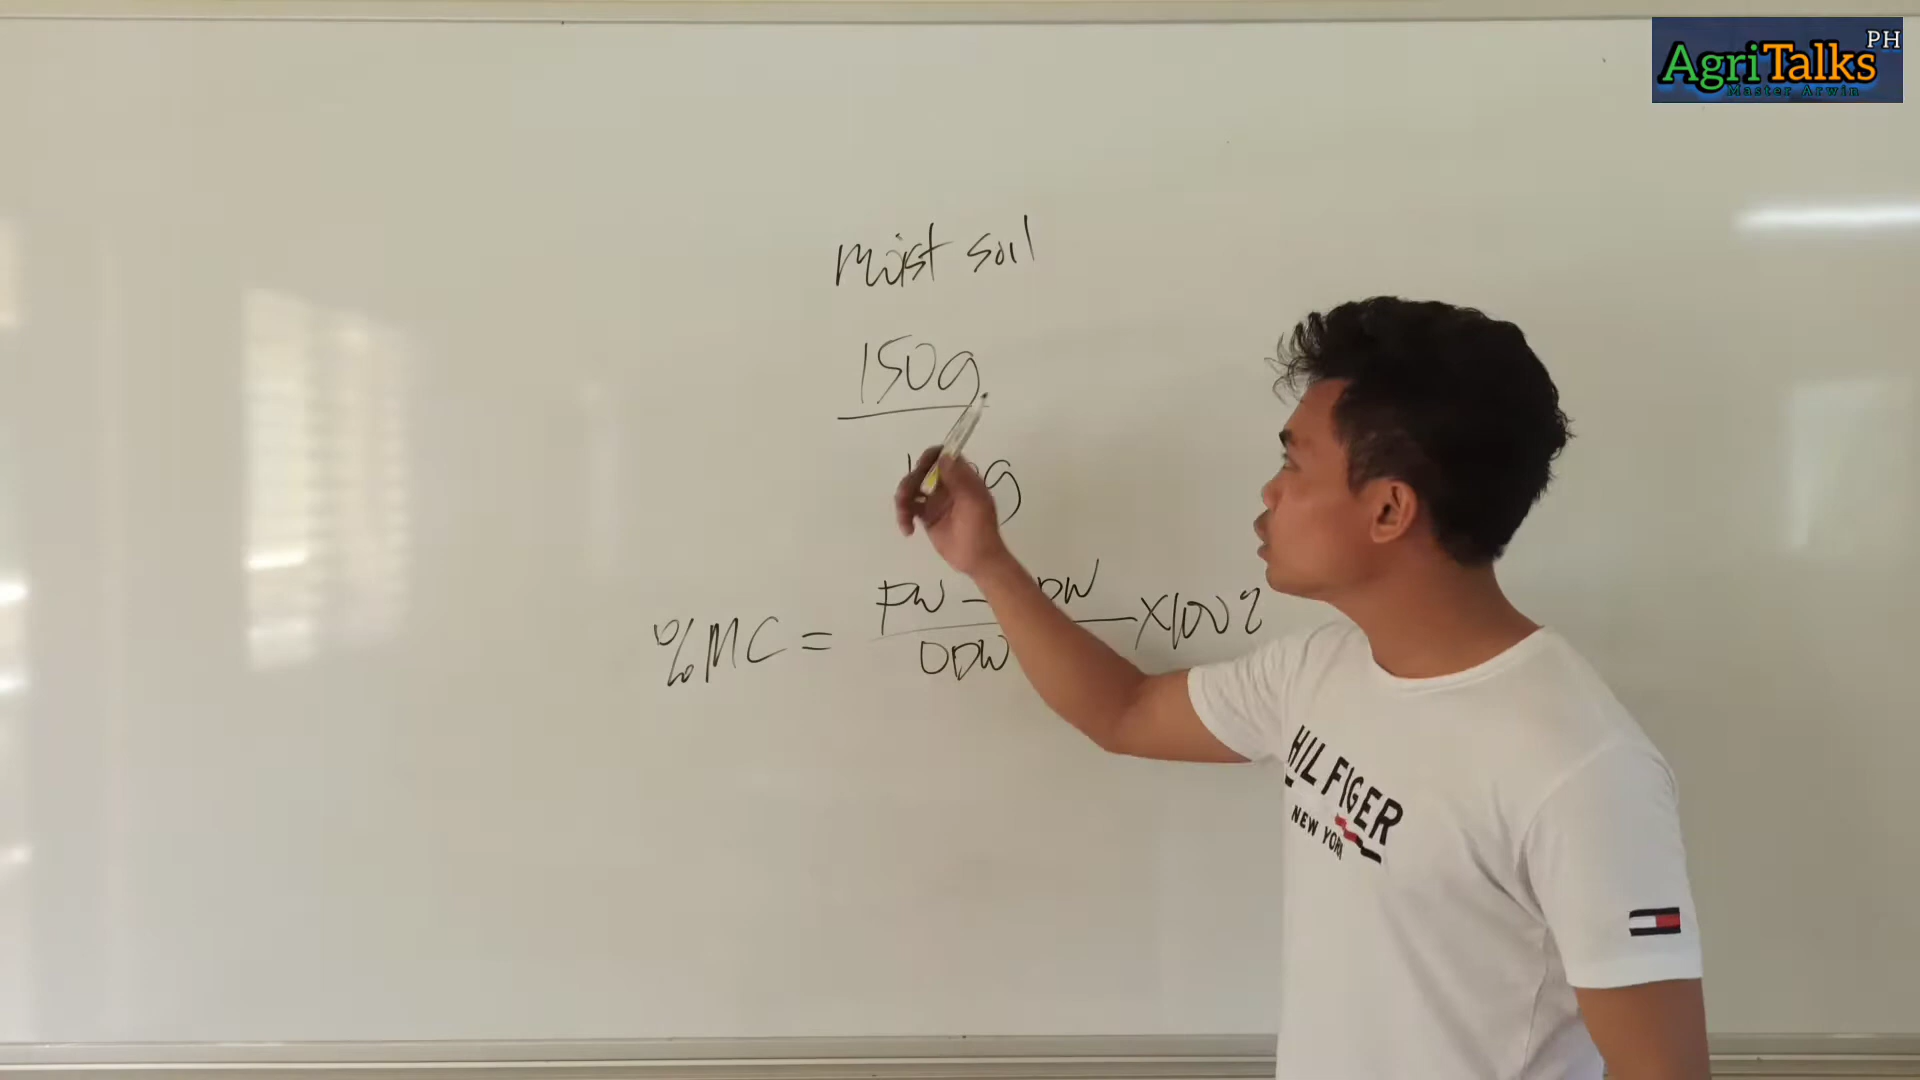 PH
AgriTalks
Master Arwin
moist soil
150g
g
%MC = FW - ODW / ODW X100%
HILFIGER
NEW YORK